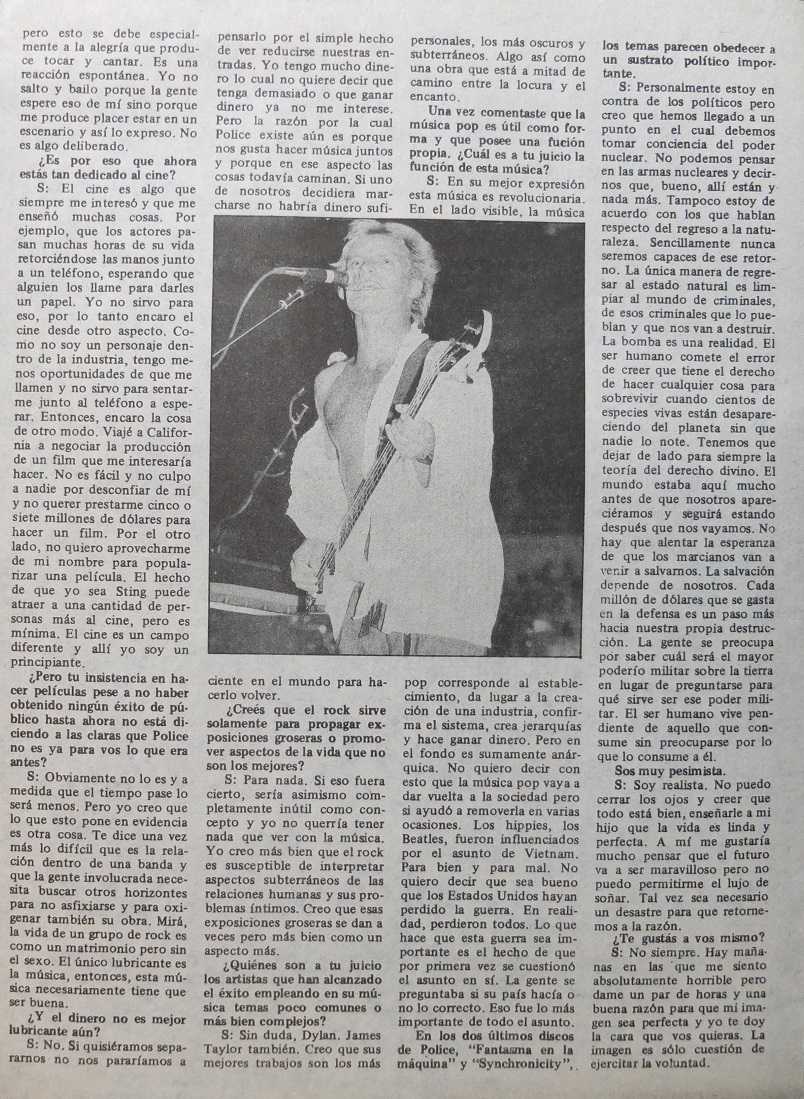 pero esto se debe especial-
mente a la alegría que produ-
ce tocar y cantar. Es una
reacción espontánea. Yo no
salto y bailo porque la gente
espere eso de mí sino porque
me produce placer estar en un
escenario y así lo expreso. No
es algo deliberado.
¿Es por eso que ahora
estás tan dedicado al cine?
S: El cine es algo que
siempre me interesó y que me
enseñó muchas cosas. Por
ejemplo, que los actores pa-
san muchas horas de su vida
retorciéndose las manos junto
a un teléfono, esperando que
alguien los llame para darles
un papel. Yo no sirvo para
eso, por lo tanto encaro el
cine desde otro aspecto. Co-
mo no soy un personaje den-
tro de la industria, tengo me-
nos oportunidades de que me
llamen y no sirvo para sentar-
me junto al teléfono a espe-
rar. Entonces, encaro la cosa
de otro modo. Viajé a Califor-
nia a negociar la producción
de un film que me interesaría
hacer. No es fácil y no culpo
a nadie por desconfiar de mí
y no querer prestarme cinco o
siete millones de dólares para
hacer un film. Por el otro
lado, no quiero aprovecharme
de mi nombre para popula-
rizar una película. El hecho
de que yo sea Sting puede
atraer a una cantidad de per-
sonas más al cine, pero es
mínima. El cine es un campo
diferente y allí yo soy un
principiante.
¿Pero tu insistencia en ha-
cer películas pese a no haber
obtenido ningún éxito de pú-
blico hasta ahora no está di-
ciendo a las claras que Police
no es ya para vos lo que era
antes?
S: Obviamente no lo es y a
medida que el tiempo pase lo
será menos. Pero yo creo que
lo que esto pone en evidencia
es otra cosa. Te dice una vez
más lo difícil que es la rela-
ción dentro de una banda y
que la gente involucrada nece-
sita buscar otros horizontes
para no asfixiarse y para oxi-
genar también su obra. Mirá,
la vida de un grupo de rock es
como un matrimonio pero sin
el sexo. El único lubricante es
la música, entonces, esta mú-
sica necesariamente tiene que
ser buena.
¿Y el dinero no es mejor
lubricante aún?
S: No. Si quisiéramos sepa-
rarnos no nos pararíamos a
pensarlo por el simple hecho
de ver reducirse nuestras en-
tradas. Yo tengo mucho dine-
ro lo cual no quiere decir que
tenga demasiado o que ganar
dinero ya no me interese.
Pero la razón por la cual
Police existe aún es porque
nos gusta hacer música juntos
y porque en ese aspecto las
cosas todavía caminan. Si uno
de nosotros decidiera mar-
charse no habría dinero sufi-
ciente en el mundo para ha-
cerlo volver.
¿Creés que el rock sirve
solamente para propagar ex-
posiciones groseras o promo-
ver aspectos de la vida que no
son los mejores?
S: Para nada. Si eso fuera
cierto, sería asimismo com-
pletamente inútil como con-
cepto y yo no querría tener
nada que ver con la música.
Yo creo más bien que el rock
es susceptible de interpretar
aspectos subterráneos de las
relaciones humanas y sus pro-
blemas íntimos. Creo que esas
exposiciones groseras se dan a
veces pero más bien como un
aspecto más.
¿Quiénes son a tu juicio
los artistas que han alcanzado
el éxito empleando en su mú-
sica temas poco comunes o
más bien complejos?
S: Sin duda, Dylan. James
Taylor también. Creo que sus
mejores trabajos son los más
personales, los más oscuros y
subterráneos. Algo así como
una obra que está a mitad de
camino entre la locura y el
encanto.
Una vez comentaste que la
música pop es útil como for-
ma y que posee una fución
propia. ¿Cuál es a tu juicio la
función de esta música?
S: En su mejor expresión
esta música es revolucionaria.
En el lado visible, la música
pop corresponde al estable-
cimiento, da lugar a la crea-
ción de una industria, confir-
ma el sistema, crea jerarquías
y hace ganar dinero. Pero en
el fondo es sumamente anár-
quica. No quiero decir con
esto que la música pop vaya a
dar vuelta a la sociedad pero
si ayudó a removerla en varias
ocasiones. Los hippies, los
Beatles, fueron influenciados
por el asunto de Vietnam.
Para bien y para mal. No
quiero decir que sea bueno
que los Estados Unidos hayan
perdido la guerra. En reali-
dad, perdieron todos. Lo que
hace que esta guerra sea im-
portante es el hecho de que
por primera vez se cuestionó
el asunto en sí. La gente se
preguntaba si su país hacía o
no lo correcto. Eso fue lo más
importante de todo el asunto.
En los dos últimos discos
de Police, "Fantasma en la
máquina" y "Synchronicity",
los temas parecen obedecer a
un sustrato político impor-
tante.
S: Personalmente estoy en
contra de los políticos pero
creo que hemos llegado a un
punto en el cual debemos
tomar conciencia del poder
nuclear. No podemos pensar
en las armas nucleares y decir-
nos que, bueno, allí están y
nada más. Tampoco estoy de
acuerdo con los que hablan
respecto del regreso a la natu-
raleza. Sencillamente nunca
seremos capaces de ese retor-
no. La única manera de regre-
sar al estado natural es lim-
piar al mundo de criminales,
de esos criminales que lo pue-
blan y que nos van a destruir.
La bomba es una realidad. El
ser humano comete el error
de creer que tiene el derecho
de hacer cualquier cosa para
sobrevivir cuando cientos de
especies vivas están desapare-
ciendo del planeta sin que
nadie lo note. Tenemos que
dejar de lado para siempre la
teoría del derecho divino. El
mundo estaba aquí mucho
antes de que nosotros apare-
ciéramos y seguirá estando
después que nos vayamos. No
hay que alentar la esperanza
de que los marcianos van a
venir a salvarnos. La salvación
depende de nosotros. Cada
millón de dólares que se gasta
en la defensa es un paso más
hacia nuestra propia destruc-
ción. La gente se preocupa
por saber cuál será el mayor
poderío militar sobre la tierra
en lugar de preguntarse para
qué sirve ser ese poder mili-
tar. El ser humano vive pen-
diente de aquello que con-
sume sin preocuparse por lo
que lo consume a él.
Sos muy pesimista.
S: Soy realista. No puedo
cerrar los ojos y creer que
todo está bien, enseñarle a mi
hijo que la vida es linda y
perfecta. A mí me gustaría
mucho pensar que el futuro
va a ser maravilloso pero no
puedo permitirme el lujo de
soñar. Tal vez sea necesario
un desastre para que retorne-
mos a la razón.
¿Te gustás a vos mismo?
S: No siempre. Hay maña-
nas en las que me siento
absolutamente horrible pero
dame un par de horas y una
buena razón para que mi ima-
gen sea perfecta y yo te doy
la cara que vos quieras. La
imagen es sólo cuestión de
ejercitar la voluntad.